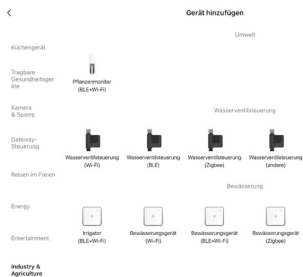 Gerät hinzufügen
Küchengerät
Tragbare
Gesundheitsger
äte
Kamera
& Sperre
Gateway-
Steuerung
Reisen im Freien
Energy
Entertainment
Industry &
Agriculture
Umwelt
Pflanzenmonitor
(BLE+Wi-Fi)
Wasserventilsteuerung
Wasserventilsteuerung
(Wi-Fi)
Wasserventilsteuerung
(BLE)
Wasserventilsteuerung
(Zigbee)
Wasserventilsteuerung
(andere)
Bewässerung
Irrigator
(BLE+Wi-Fi)
Bewässerungsgerät
(Wi-Fi)
Bewässerungsgerät
(BLE+Wi-Fi)
Bewässerungsgerät
(Zigbee)